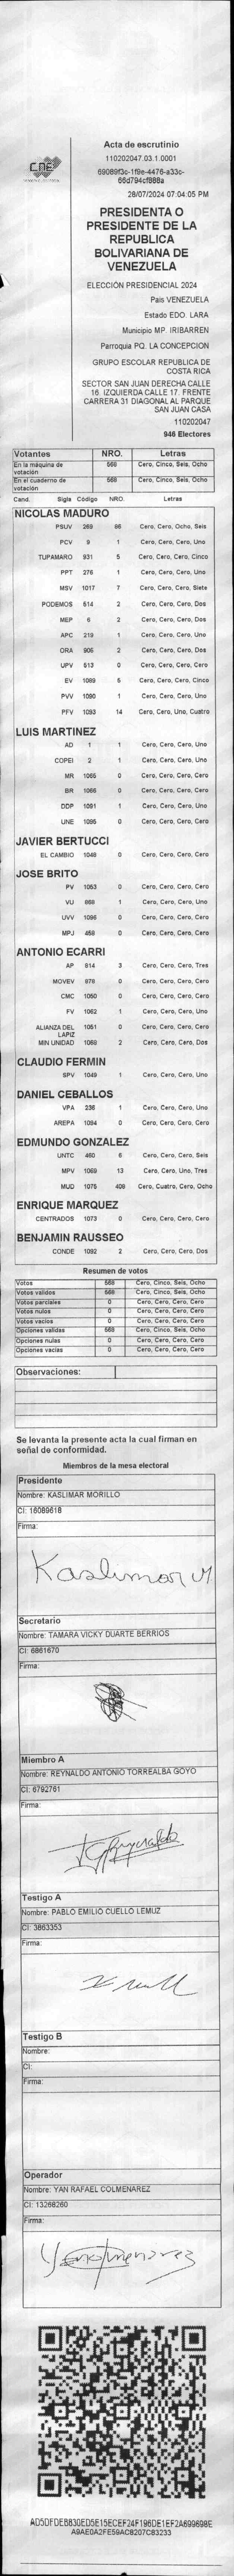 CNE
Acta de escrutinio
110202047.03.1.0001
69089f3c-1f9e-4476-a33c-
66d794cf888a
28/07/2024 07:04:05 PM
PRESIDENTA O
PRESIDENTE DE LA
REPUBLICA
BOLIVARIANA DE
VENEZUELA
ELECCIÓN PRESIDENCIAL 2024
País VENEZUELA
Estado EDO. LARA
Municipio MP. IRIBARREN
Parroquia PQ. LA CONCEPCION
GRUPO ESCOLAR REPUBLICA DE
COSTA RICA
SECTOR SAN JUAN DERECHA CALLE
16. IZQUIERDA CALLE 17. FRENTE
CARRERA 31 DIAGONAL AL PARQUE
SAN JUAN CASA
110202047
946 Electores
Votantes NRO. Letras
En la máquina de votación 568 Cero, Cinco, Seis, Ocho
En el cuaderno de votación 568 Cero, Cinco, Seis, Ocho
Cand. Sigla Código NRO. Letras
NICOLAS MADURO
PSUV 269 86 Cero, Cero, Ocho, Seis
PCV 9 1 Cero, Cero, Cero, Uno
TUPAMARO 931 5 Cero, Cero, Cero, Cinco
PPT 276 1 Cero, Cero, Cero, Uno
MSV 1017 7 Cero, Cero, Cero, Siete
PODEMOS 514 2 Cero, Cero, Cero, Dos
MEP 6 2 Cero, Cero, Cero, Dos
APC 219 1 Cero, Cero, Cero, Uno
ORA 906 2 Cero, Cero, Cero, Dos
UPV 513 0 Cero, Cero, Cero, Cero
EV 1089 5 Cero, Cero, Cero, Cinco
PVV 1090 1 Cero, Cero, Cero, Uno
PFV 1093 14 Cero, Cero, Uno, Cuatro
LUIS MARTINEZ
AD 1 1 Cero, Cero, Cero, Uno
COPEI 2 1 Cero, Cero, Cero, Uno
MR 1065 0 Cero, Cero, Cero, Cero
BR 1066 0 Cero, Cero, Cero, Cero
DDP 1091 1 Cero, Cero, Cero, Uno
UNE 1095 0 Cero, Cero, Cero, Cero
JAVIER BERTUCCI
EL CAMBIO 1048 0 Cero, Cero, Cero, Cero
JOSE BRITO
PV 1053 0 Cero, Cero, Cero, Cero
VU 868 1 Cero, Cero, Cero, Uno
UVV 1096 0 Cero, Cero, Cero, Cero
MPJ 458 0 Cero, Cero, Cero, Cero
ANTONIO ECARRI
AP 814 3 Cero, Cero, Cero, Tres
MOVEV 876 0 Cero, Cero, Cero, Cero
CMC 1050 0 Cero, Cero, Cero, Cero
FV 1062 1 Cero, Cero, Cero, Uno
ALIANZA DEL LAPIZ 1051 0 Cero, Cero, Cero, Cero
MIN UNIDAD 1069 2 Cero, Cero, Cero, Dos
CLAUDIO FERMIN
SPV 1049 1 Cero, Cero, Cero, Uno
DANIEL CEBALLOS
VPA 236 1 Cero, Cero, Cero, Uno
AREPA 1094 0 Cero, Cero, Cero, Cero
EDMUNDO GONZALEZ
UNTC 460 6 Cero, Cero, Cero, Seis
MPV 1059 13 Cero, Cero, Uno, Tres
MUD 1075 408 Cero, Cuatro, Cero, Ocho
ENRIQUE MARQUEZ
CENTRADOS 1073 0 Cero, Cero, Cero, Cero
BENJAMIN RAUSSEO
CONDE 1092 2 Cero, Cero, Cero, Dos
Resumen de votos
Votos 568 Cero, Cinco, Seis, Ocho
Votos validos 568 Cero, Cinco, Seis, Ocho
Votos parciales 0 Cero, Cero, Cero, Cero
Votos nulos 0 Cero, Cero, Cero, Cero
Votos vacios 0 Cero, Cero, Cero, Cero
Opciones validas 568 Cero, Cinco, Seis, Ocho
Opciones nulas 0 Cero, Cero, Cero, Cero
Opciones vacias 0 Cero, Cero, Cero, Cero
Observaciones:
Se levanta la presente acta la cual firman en
señal de conformidad.
Miembros de la mesa electoral
Presidente
Nombre: KASLIMAR MORILLO
CI: 16089618
Firma:
Kaslimar M
Secretario
Nombre: TAMARA VICKY DUARTE BERRIOS
CI: 6861670
Firma:
Miembro A
Nombre: REYNALDO ANTONIO TORREALBA GOYO
CI: 6792761
Firma:
Testigo A
Nombre: PABLO EMILIO CUELLO LEMUZ
CI: 3863353
Firma:
Testigo B
Nombre:
CI:
Firma:
Operador
Nombre: YAN RAFAEL COLMENAREZ
CI: 13268260
Firma:
AD5DFDEB830ED5E15ECEF24F196DE1EF2A699698E
A9AE0A2FE59AC8207C83233